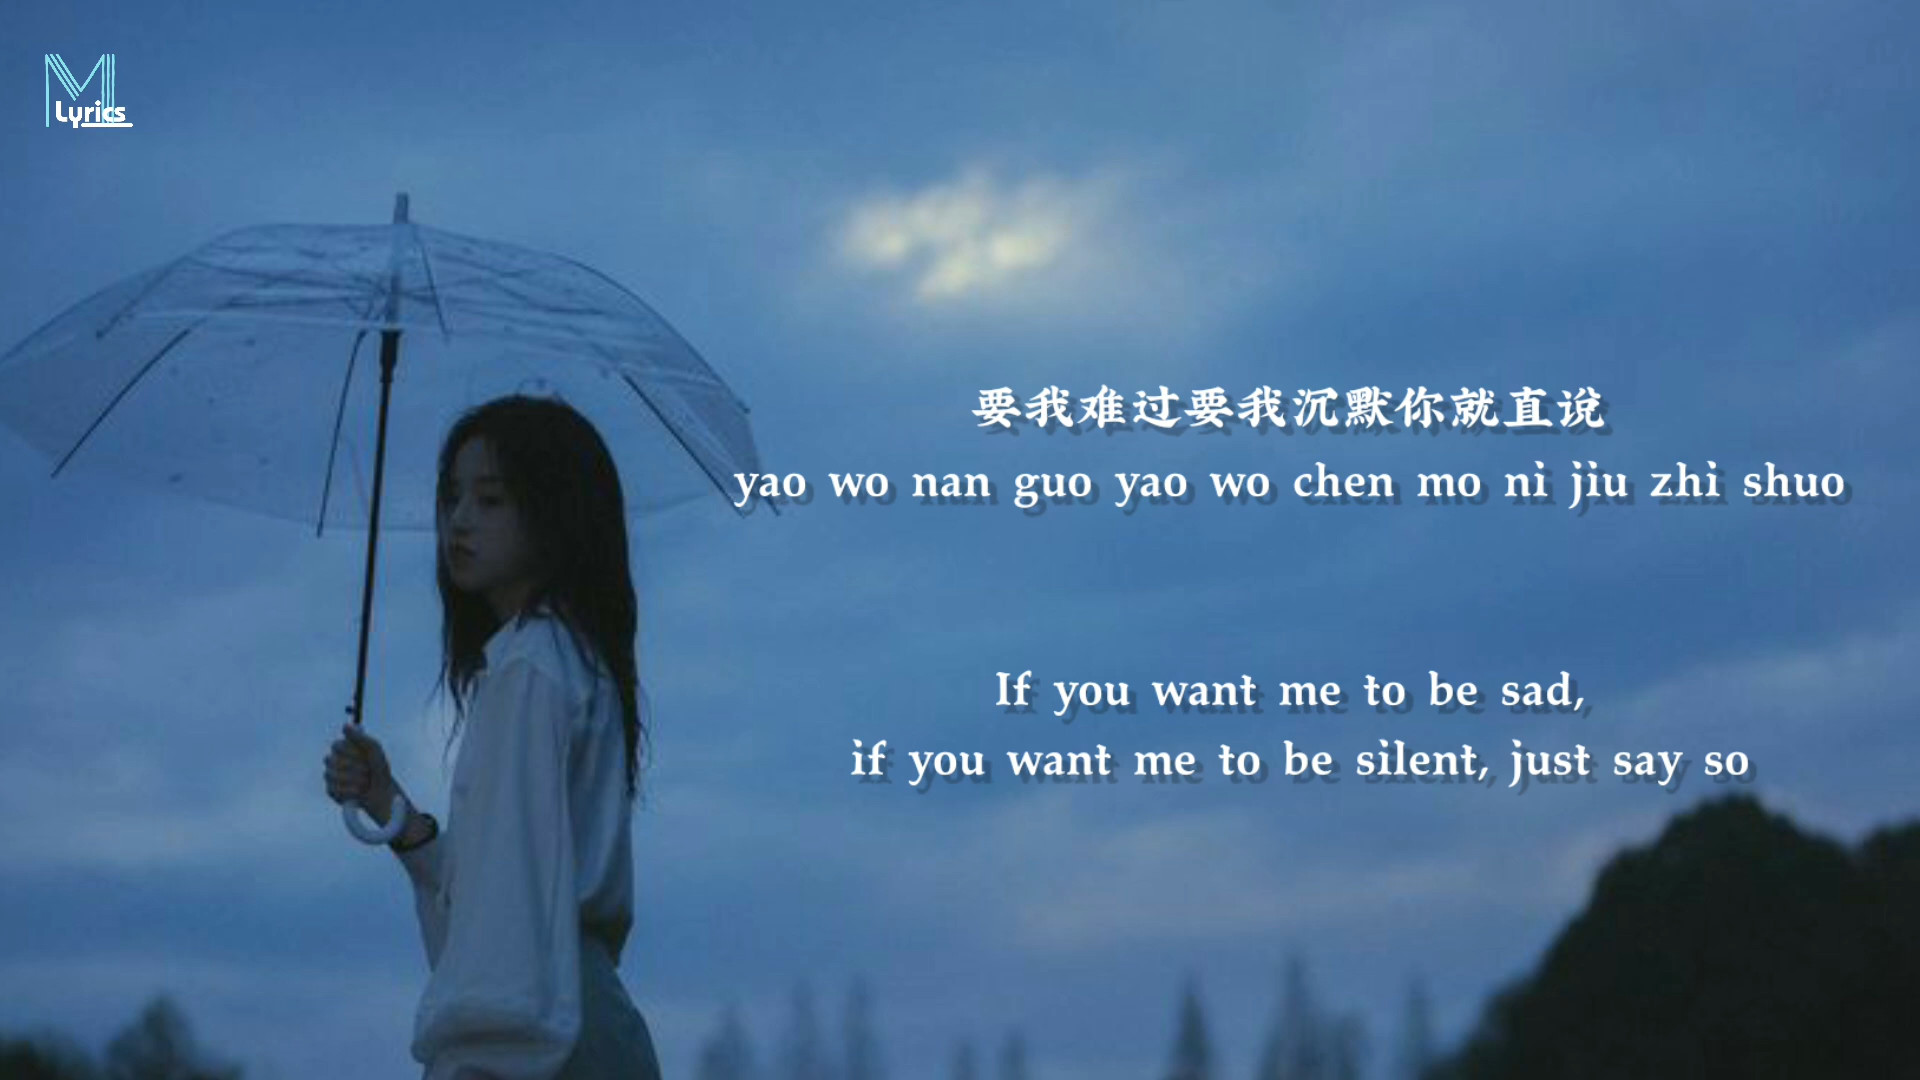 M
Lyrics
要我难过要我沉默你就直说
yao wo nan guo yao wo chen mo ni jiu zhi shuo
If you want me to be sad,
if you want me to be silent, just say so